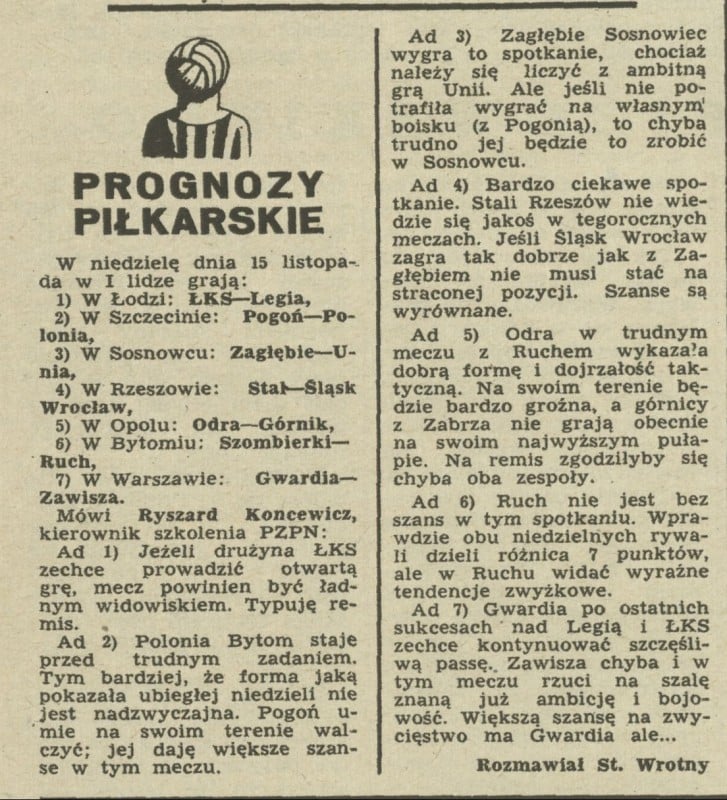 PROGNOZY
PIŁKARSKIE
W niedzielę dnia 15 listopa-
da w I lidze grają:
1) W Łodzi: ŁKS—Legia,
2) W Szczecinie: Pogoń—Po-
lonia,
3) W Sosnowcu: Zagłębie—U-
nia,
4) W Rzeszowie: Stal—Śląsk
Wrocław,
5) W Opolu: Odra—Górnik,
6) W Bytomiu: Szombierki—
Ruch,
7) W Warszawie: Gwardia—
Zawisza.
Mówi Ryszard Koncewicz,
kierownik szkolenia PZPN:
Ad 1) Jeżeli drużyna ŁKS
zechce prowadzić otwartą
grę, mecz powinien być ład-
nym widowiskiem. Typuję re-
mis.
Ad 2) Polonia Bytom staje
przed trudnym zadaniem.
Tym bardziej, że forma jaką
pokazała ubiegłej niedzieli nie
jest nadzwyczajna. Pogoń u-
mie na swoim terenie wal-
czyć; jej daję większe szan-
se w tym meczu.
Ad 3) Zagłębie Sosnowiec
wygra to spotkanie, chociaż
należy się liczyć z ambitną
grą Unii. Ale jeśli nie po-
trafiła wygrać na własnym
boisku (z Pogonią), to chyba
trudno jej będzie to zrobić
w Sosnowcu.
Ad 4) Bardzo ciekawe spo-
tkanie. Stali Rzeszów nie wie-
dzie się jakoś w tegorocznych
meczach. Jeśli Śląsk Wrocław
zagra tak dobrze jak z Za-
głębiem nie musi stać na
straconej pozycji. Szanse są
wyrównane.
Ad 5) Odra w trudnym
meczu z Ruchem wykazała
dobrą formę i dojrzałość tak-
tyczną. Na swoim terenie bę-
dzie bardzo groźna, a górnicy
z Zabrza nie grają obecnie
na swoim najwyższym puła-
pie. Na remis zgodziłyby się
chyba oba zespoły.
Ad 6) Ruch nie jest bez
szans w tym spotkaniu. Wpra-
wdzie obu niedzielnych rywa-
li dzieli różnica 7 punktów,
ale w Ruchu widać wyraźne
tendencje zwyżkowe.
Ad 7) Gwardia po ostatnich
sukcesach nad Legią i ŁKS
zechce kontynuować szczęśli-
wą passę. Zawisza chyba i w
tym meczu rzuci na szalę
znaną już ambicję i bojo-
wość. Większą szansę na zwy-
cięstwo ma Gwardia ale...
Rozmawiał St. Wrotny